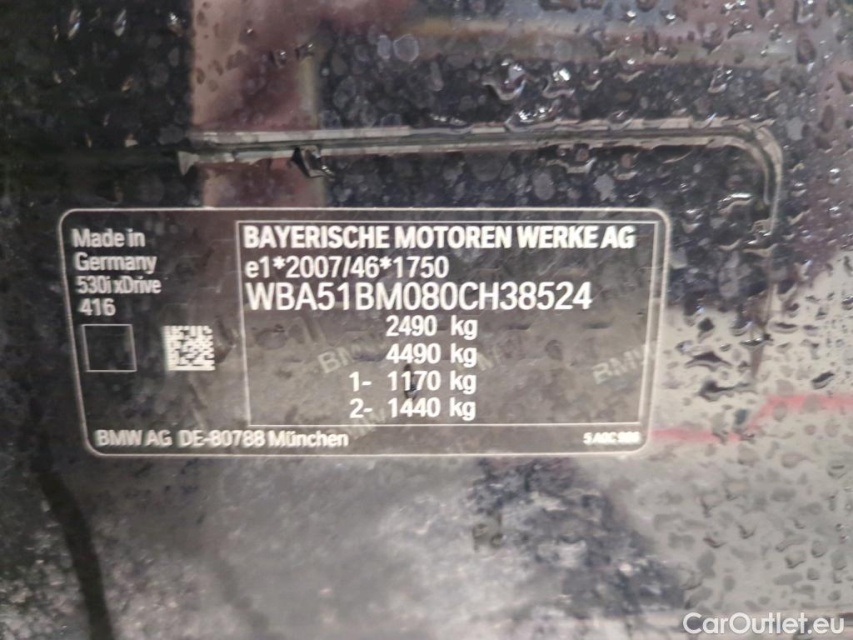 Made in
Germany
530i xDrive
416
BAYERISCHE MOTOREN WERKE AG
e1*2007/46*1750
WBA51BM080CH38524
2490 kg
4490 kg
1- 1170 kg
2- 1440 kg
BMW AG DE-80788 München
CarOutlet.eu